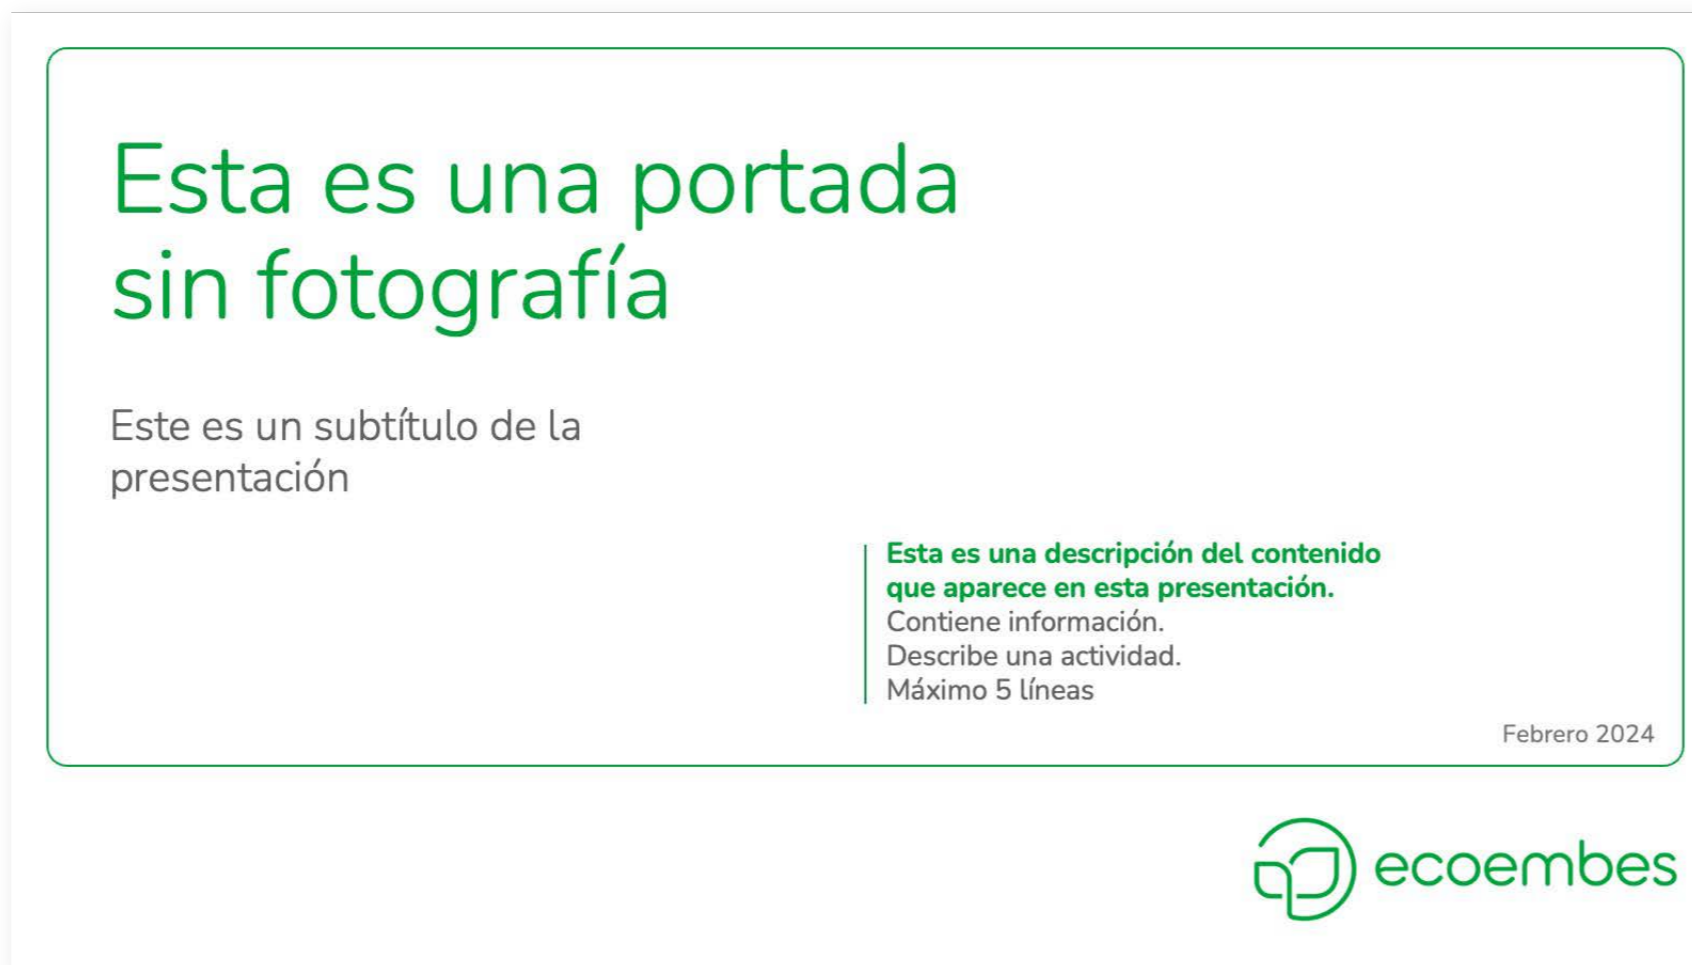 Esta es una portada
sin fotografía
Este es un subtítulo de la
presentación
Esta es una descripción del contenido
que aparece en esta presentación.
Contiene información.
Describe una actividad.
Máximo 5 líneas
Febrero 2024
ecoembes